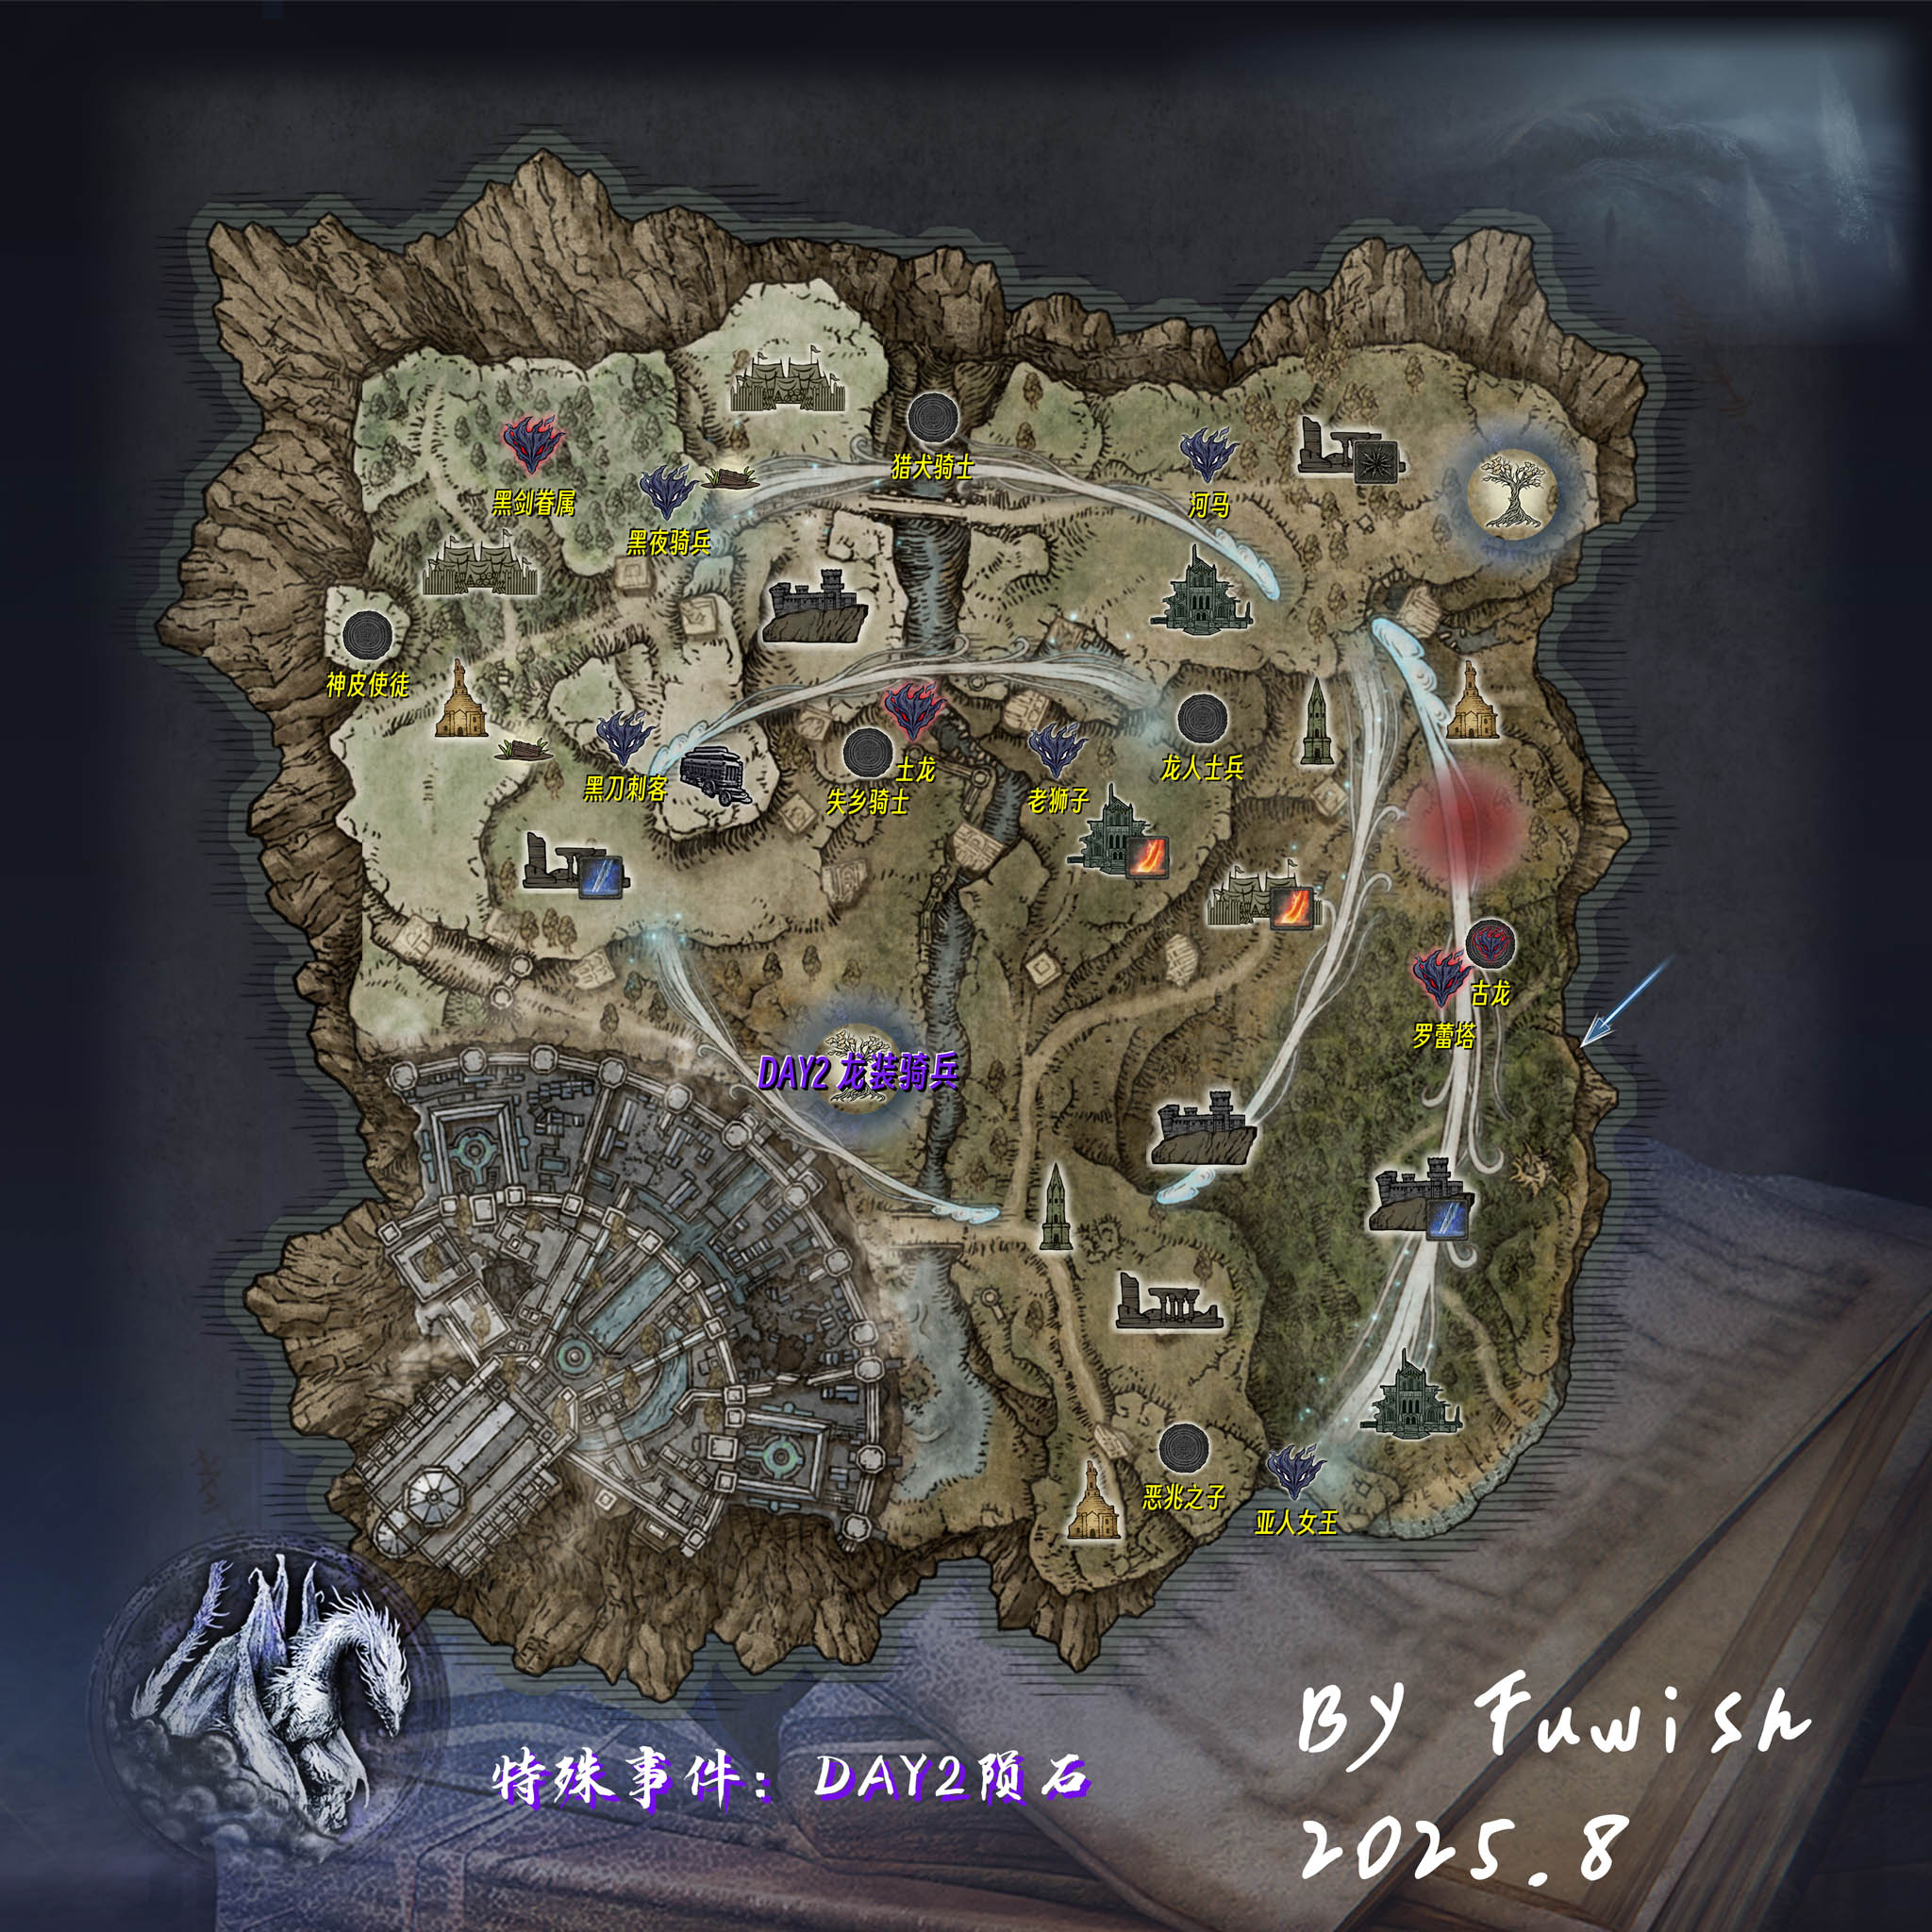 猎犬骑士
黑剑眷属
河马
黑夜骑兵
神皮使徒
土龙
龙人士兵
黑刀刺客
失乡骑士
老狮子
古龙
罗蕾塔
DAY2 龙装骑兵
恶兆之子
亚人女王
By Fuwish
特殊事件：DAY2陨石
2025.8